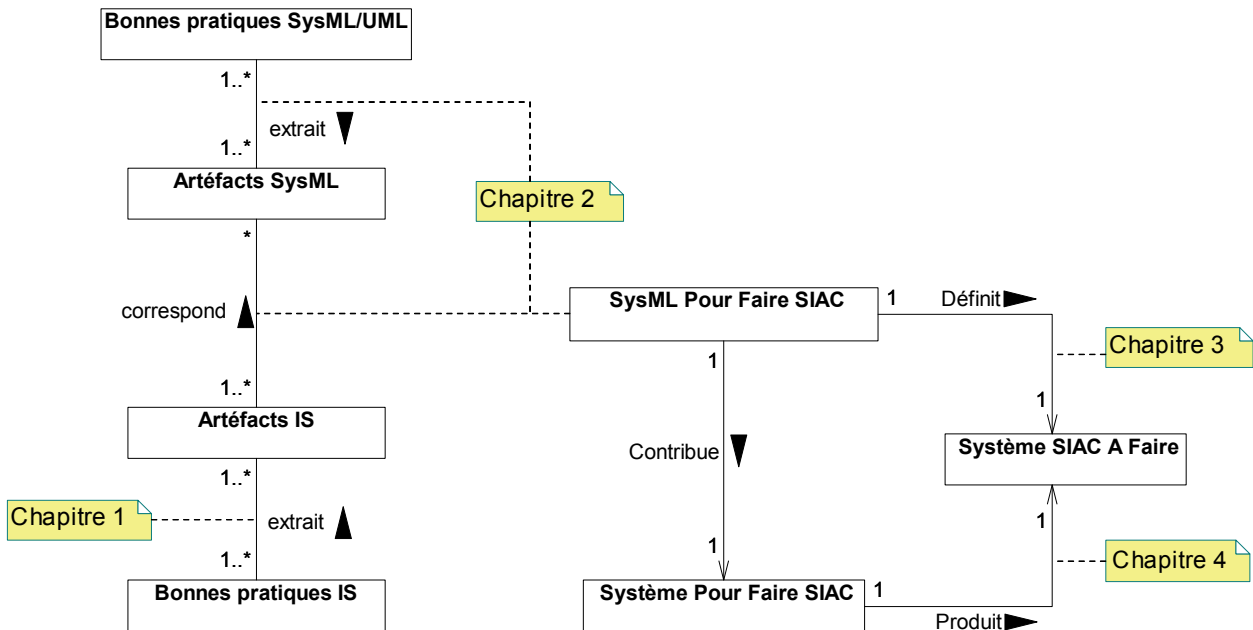 Bonnes pratiques SysML/UML
1..*
extrait
1..*
Artéfacts SysML
Chapitre 2
*
correspond
SysML Pour Faire SIAC
1
Définit
Chapitre 3
1
1..*
1
Artéfacts IS
Contribue
Système SIAC A Faire
1..*
Chapitre 1
extrait
1
1..*
1
Chapitre 4
Bonnes pratiques IS
Système Pour Faire SIAC
1
Produit